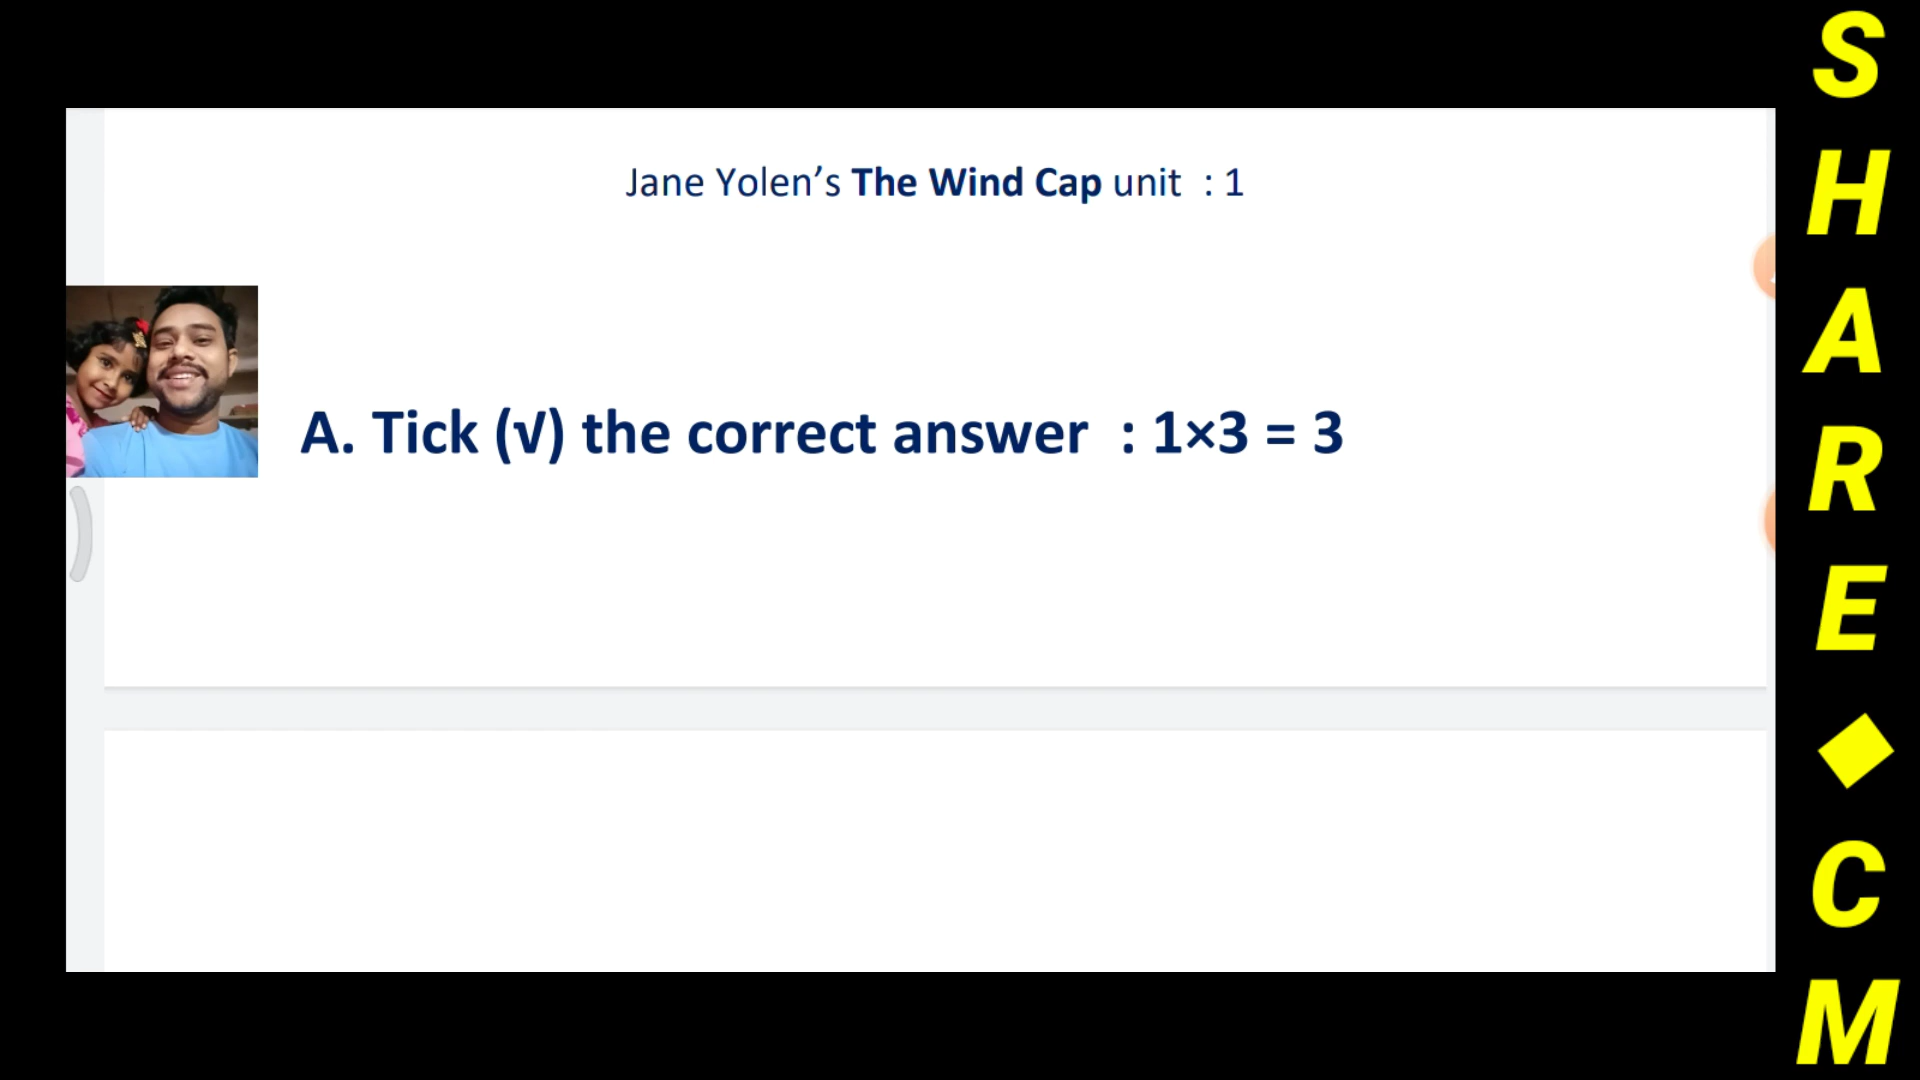 Jane Yolen’s The Wind Cap unit : 1
A. Tick (√) the correct answer : 1×3 = 3
SHARE◆CM